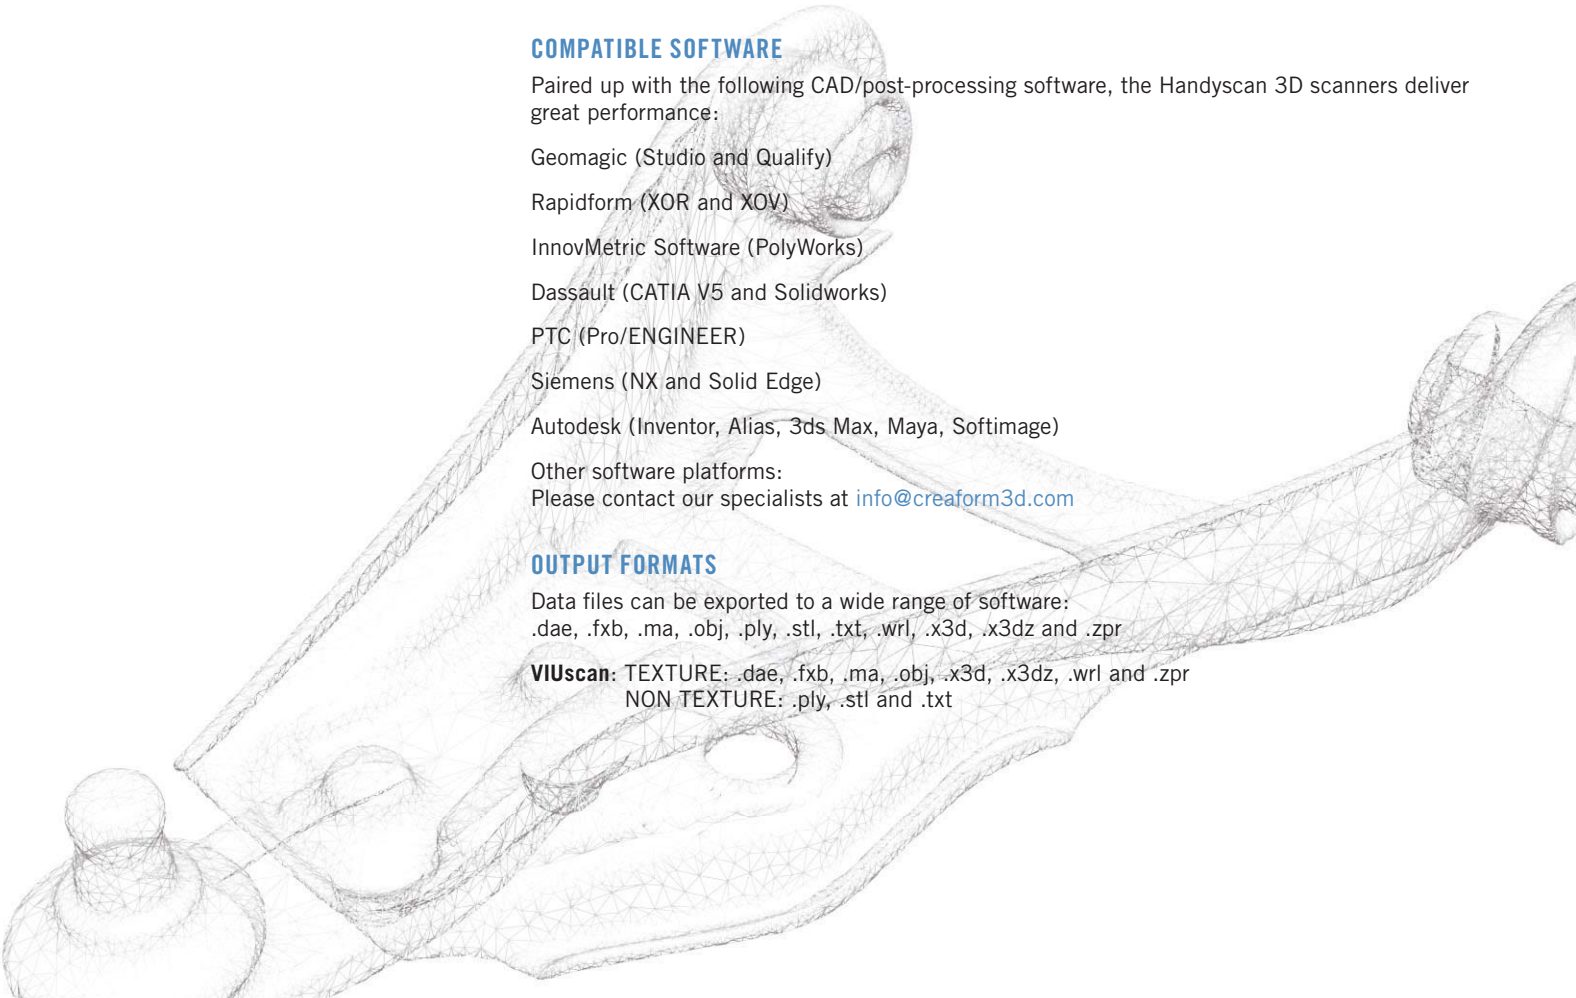 COMPATIBLE SOFTWARE
Paired up with the following CAD/post-processing software, the Handyscan 3D scanners deliver
great performance:
Geomagic (Studio and Qualify)
Rapidform (XOR and XOV)
InnovMetric Software (PolyWorks)
Dassault (CATIA V5 and Solidworks)
PTC (Pro/ENGINEER)
Siemens (NX and Solid Edge)
Autodesk (Inventor, Alias, 3ds Max, Maya, Softimage)
Other software platforms:
Please contact our specialists at info@creaform3d.com
OUTPUT FORMATS
Data files can be exported to a wide range of software:
.dae, .fxb, .ma, .obj, .ply, .stl, .txt, .wrl, .x3d, .x3dz and .zpr
VIUscan: TEXTURE: .dae, .fxb, .ma, .obj, .x3d, .x3dz, .wrl and .zpr
NON TEXTURE: .ply, .stl and .txt